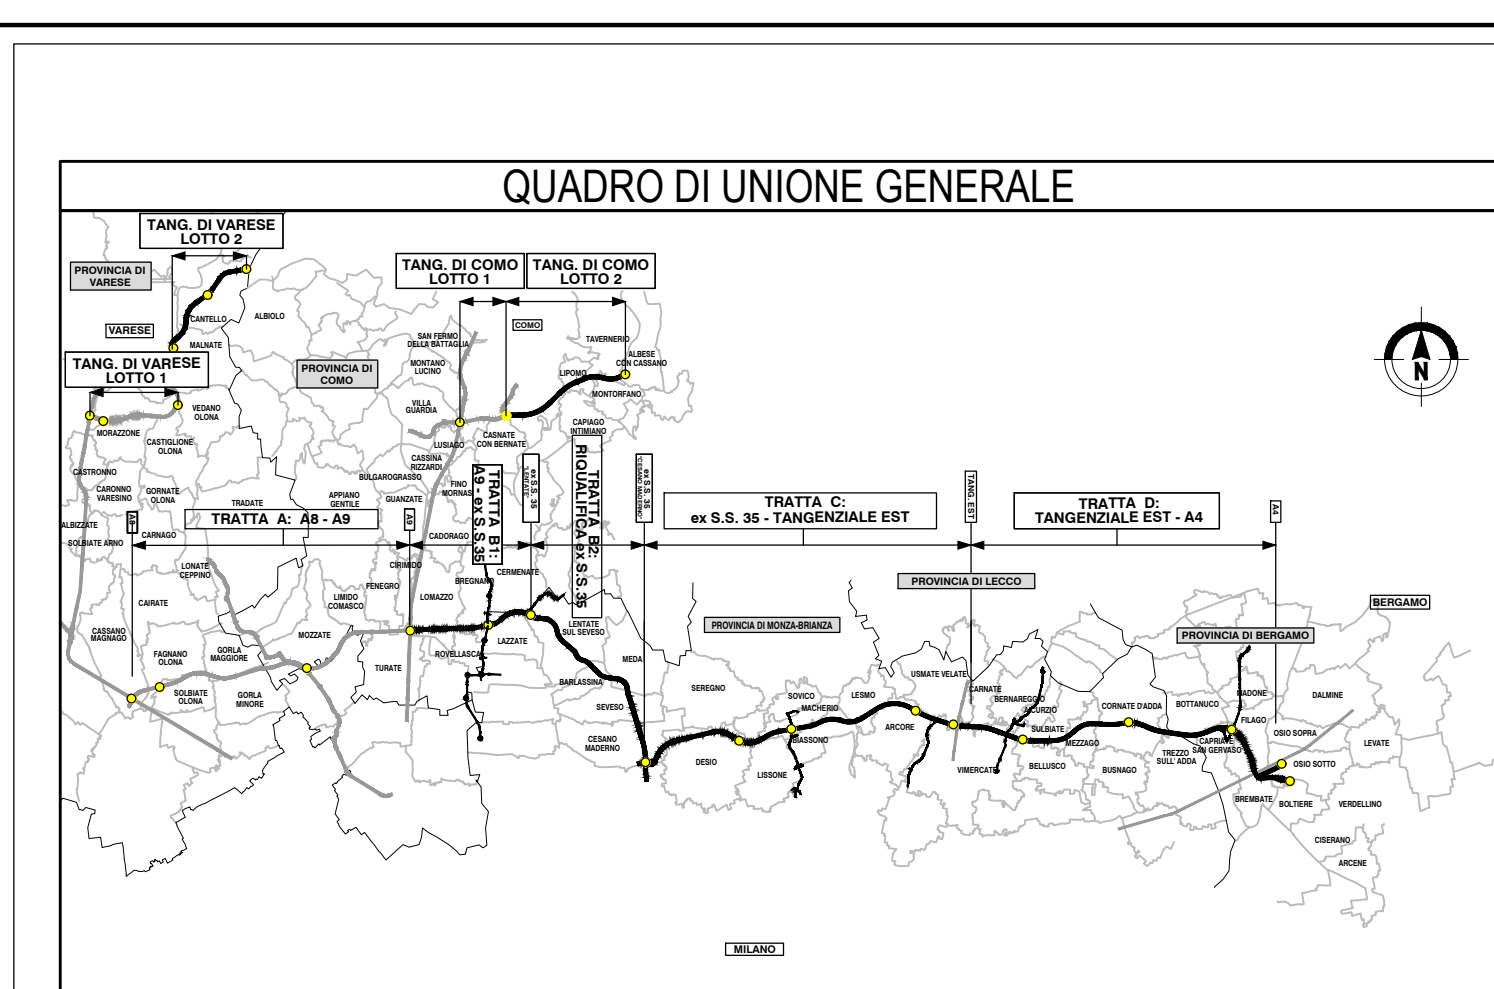 QUADRO DI UNIONE GENERALE
TANG. DI VARESE
LOTTO 2
PROVINCIA DI
VARESE
CANTELLO
ALBIOLO
VARESE
MALNATE
TANG. DI VARESE
LOTTO 1
PROVINCIA DI
COMO
TANG. DI COMO
LOTTO 1
TANG. DI COMO
LOTTO 2
COMO
SAN FERMO
DELLA BATTAGLIA
TAVERNERIO
ALBESE
CON CASSANO
MONTANO
LUCINO
LIPOMO
MONTORFANO
VILLA
GUARDIA
CAPIAGO
INTIMIANO
N
VEDANO
OLONA
MORAZZONE
CASTIGLIONE
OLONA
LUSIAGO
CASNATE
CON BERNATE
CASSINA
RIZZARDI
BULGAROGRASSO
CASTRONNO
CARONNO
VARESINO
GORNATE
OLONA
TRADATE
APPIANO
GENTILE
GUANZATE
FINO
MORNAS
TRATTA B1:
A9 - ex S.S.35
ex S.S. 35
"LENTATE"
TRATTA B2:
RIQUALIFICA ex S.S.35
ex S.S. 35
"CESANO MADERNO"
TRATTA C:
ex S.S. 35 - TANGENZIALE EST
TANG. EST
TRATTA D:
TANGENZIALE EST - A4
A4
ALBIZZATE
A8
TRATTA A: A8 - A9
A9
SOLBIATE ARNO
CARNAGO
CADORAGO
LONATE
CEPPINO
CIRIMIDO
FENEGRO
BREGNANO
CERMENATE
LIMIDO
COMASCO
LOMAZZO
CAIRATE
PROVINCIA DI LECCO
BERGAMO
PROVINCIA DI MONZA-BRIANZA
PROVINCIA DI BERGAMO
CASSANO
MAGNAGO
MOZZATE
LAZZATE
LENTATE
SUL SEVESO
FAGNANO
OLONA
GORLA
MAGGIORE
TURATE
ROVELLASCA
MEDA
BARLASSINA
SEREGNO
SOVICO
LESMO
USMATE VELATE
CARNATE
BERNAREGGIO
AICURZIO
CORNATE D'ADDA
BOTTANUCO
MADONE
DALMINE
SOLBIATE
OLONA
GORLA
MINORE
SEVESO
MACHERIO
ARCORE
SULBIATE
FILAGO
OSIO SOPRA
CESANO
MADERNO
BIASSONO
MEZZAGO
CAPRIATE
SAN GERVASO
LEVATE
DESIO
LISSONE
VIMERCATE
BELLUSCO
BUSNAGO
TREZZO
SULL' ADDA
OSIO SOTTO
BREMBATE
BOLTIERE
VERDELLINO
CISERANO
ARCENE
MILANO